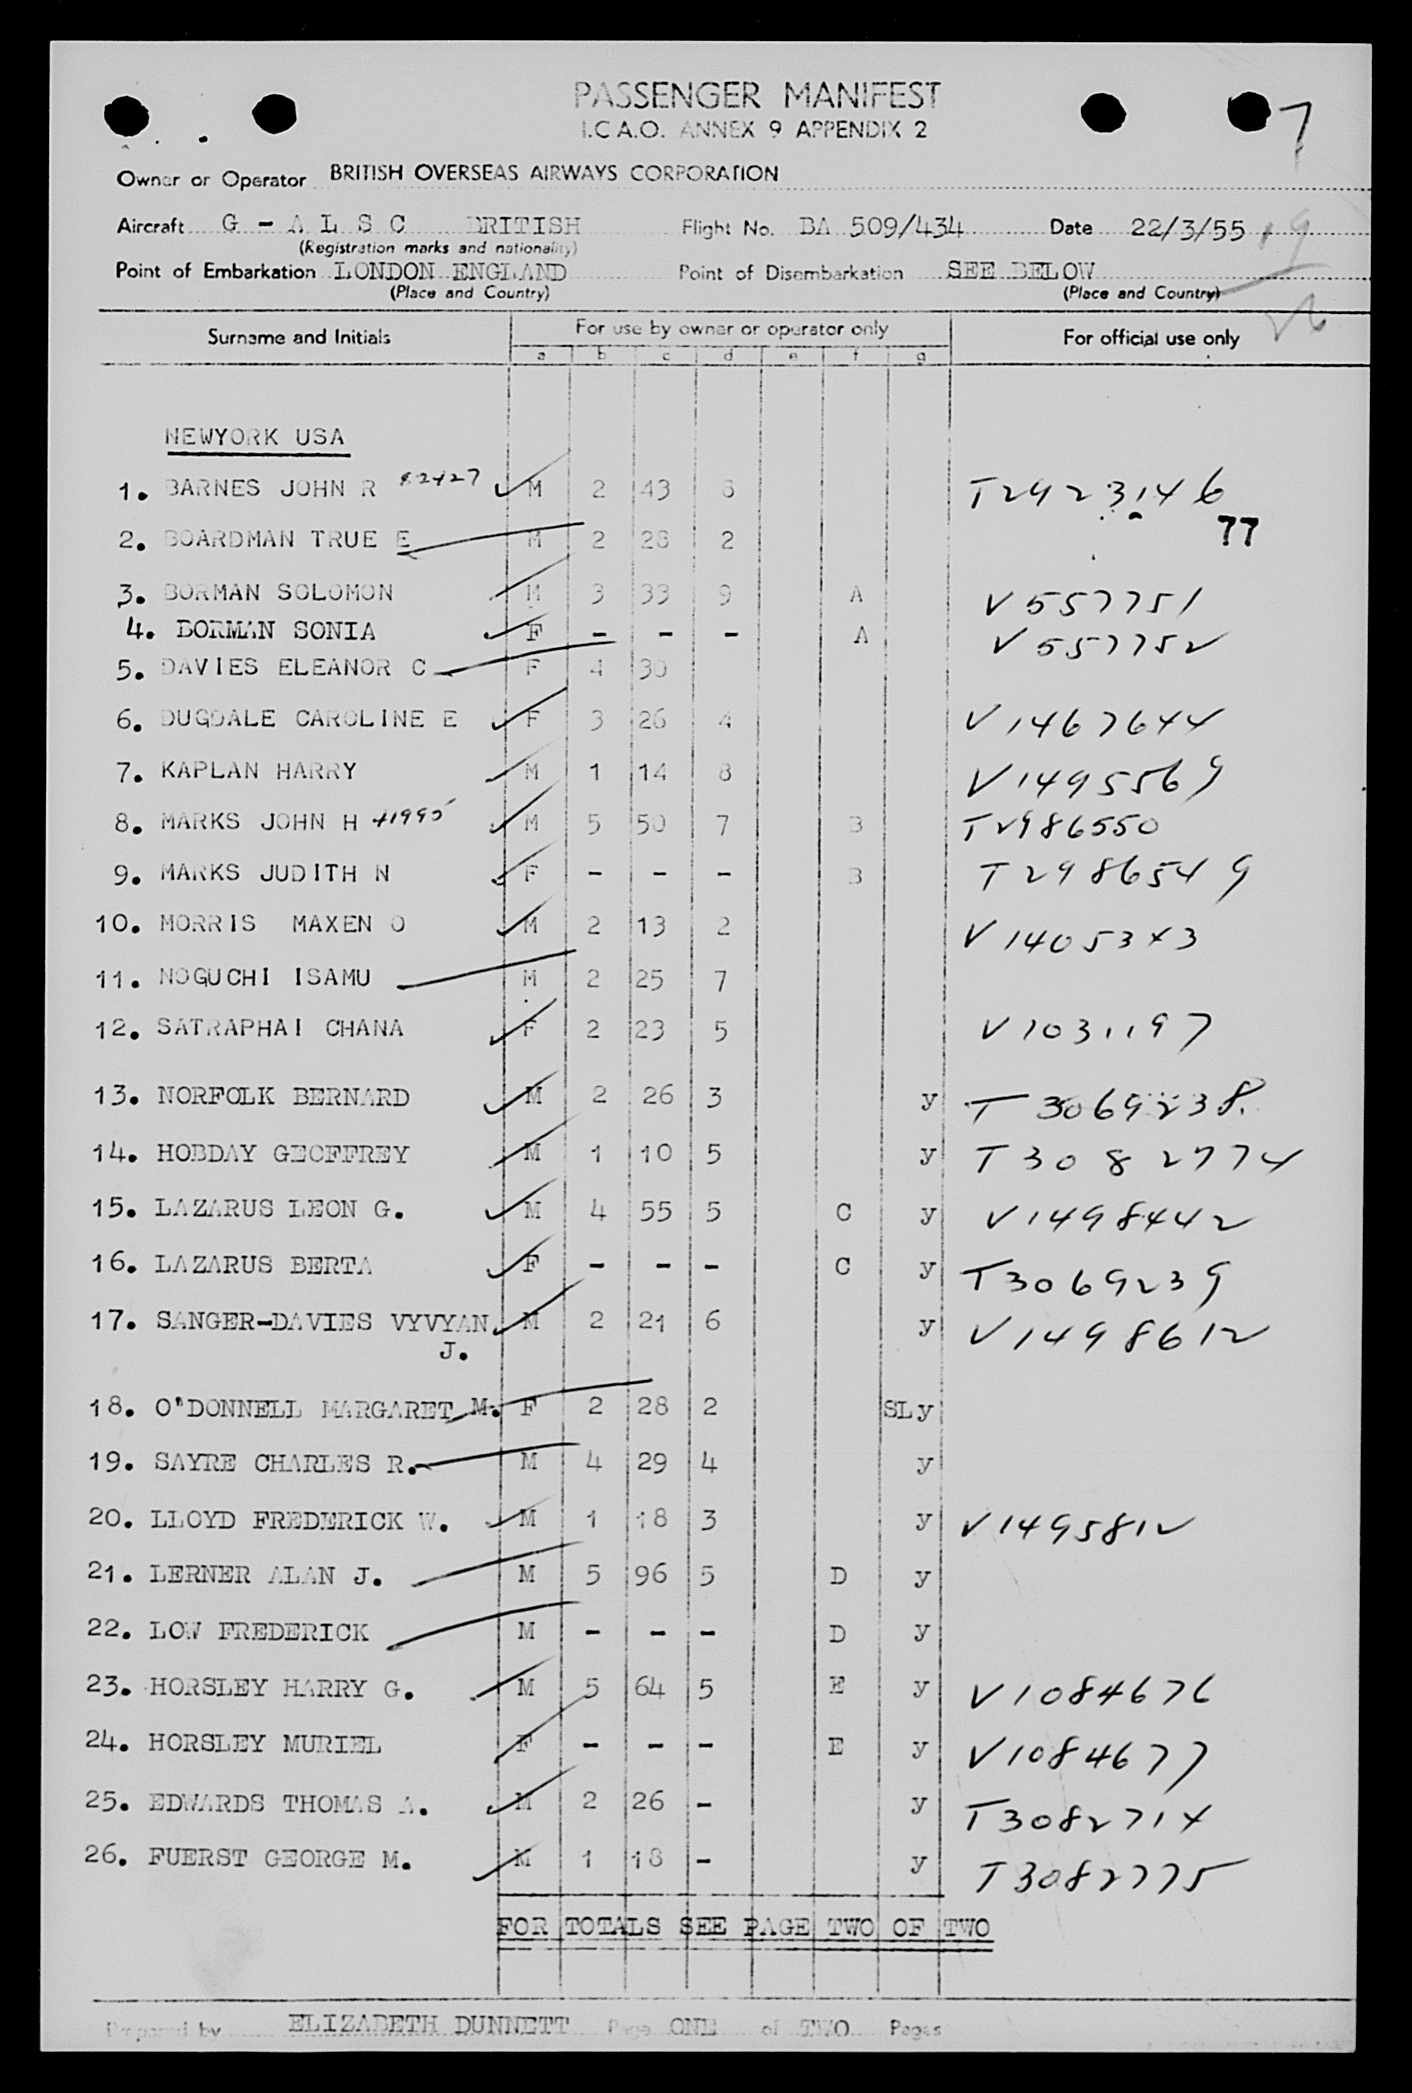 PASSENGER MANIFEST
I.C.A.O. ANNEX 9 APPENDIX 2
7
Owner or Operator BRITISH OVERSEAS AIRWAYS CORPORATION
Aircraft G - A L S C BRITISH Flight No. BA 509/434 Date 22/3/55
(Registration marks and nationality)
Point of Embarkation LONDON ENGLAND Point of Disembarkation SEE BELOW
(Place and Country) (Place and Country)
Surname and Initials For use by owner or operator only For official use only
a b c d e f g
NEWYORK USA
1. BARNES JOHN R 82427 M 2 43 6 T2923146
77
2. BOARDMAN TRUE E M 2 28 2
3. BORMAN SOLOMON M 3 33 9 A V557751
4. BORMAN SONIA F - - - A V557752
5. DAVIES ELEANOR C F 4 30
6. DUGDALE CAROLINE E F 3 26 4 V1467644
7. KAPLAN HARRY M 1 14 8 V1495569
8. MARKS JOHN H 41995 M 5 50 7 B T2986550
9. MARKS JUDITH N F - - - B T2986549
10. MORRIS MAXEN O M 2 13 2 V1405343
11. NOGUCHI ISAMU M 2 25 7
12. SATRAPHAI CHANA F 2 23 5 V1031197
13. NORFOLK BERNARD M 2 26 3 y T3069238
14. HOBDAY GEOFFREY M 1 10 5 y T3082774
15. LAZARUS LEON G. M 4 55 5 C y V1498442
16. LAZARUS BERTA F - - - C y T3069239
17. SANGER-DAVIES VYVYAN M 2 21 6 y V1498612
J.
18. O'DONNELL MARGARET M. F 2 28 2 SL y
19. SAYRE CHARLES R. M 4 29 4 y
20. LLOYD FREDERICK W. M 1 18 3 y V1495812
21. LERNER ALAN J. M 5 96 5 D y
22. LOW FREDERICK M - - - D y
23. HORSLEY HARRY G. M 5 64 5 E y V1084676
24. HORSLEY MURIEL F - - - E y V1084677
25. EDWARDS THOMAS A. M 2 26 - y T3082714
26. FUERST GEORGE M. M 1 18 - y T3082775
FOR TOTALS SEE PAGE TWO OF TWO
Prepared by ELIZABETH DUNNETT Page ONE of TWO Pages